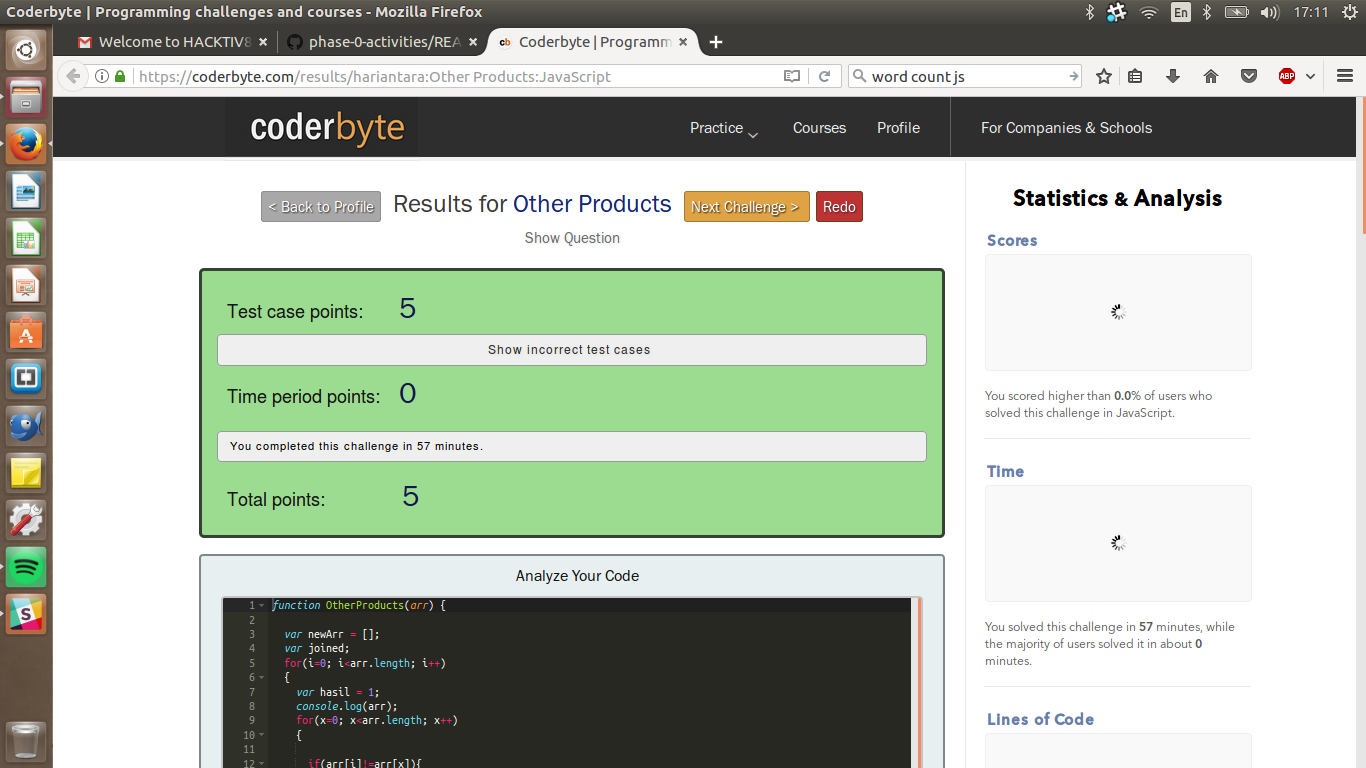 Coderbyte | Programming challenges and courses - Mozilla Firefox
En
17:11
Welcome to HACKTIV8
phase-0-activities/REA
Coderbyte | Programm
https://coderbyte.com/results/hariantara:Other Products:JavaScript
word count js
ABP
coderbyte
Practice
Courses
Profile
For Companies & Schools
< Back to Profile
Results for Other Products
Next Challenge >
Redo
Show Question
Test case points: 5
Show incorrect test cases
Time period points: 0
You completed this challenge in 57 minutes.
Total points: 5
Analyze Your Code
1 function OtherProducts(arr) {
2
3 var newArr = [];
4 var joined;
5 for(i=0; i<arr.length; i++)
6 {
7 var hasil = 1;
8 console.log(arr);
9 for(x=0; x<arr.length; x++)
10 {
11
12 if(arr[i]!=arr[x]){
Statistics & Analysis
Scores
You scored higher than 0.0% of users who
solved this challenge in JavaScript.
Time
You solved this challenge in 57 minutes, while
the majority of users solved it in about 0
minutes.
Lines of Code